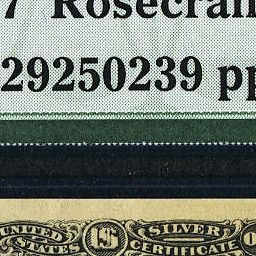 7 Rosecran
29250239 pp
UNITED STATES
SILVER CERTIFICATE